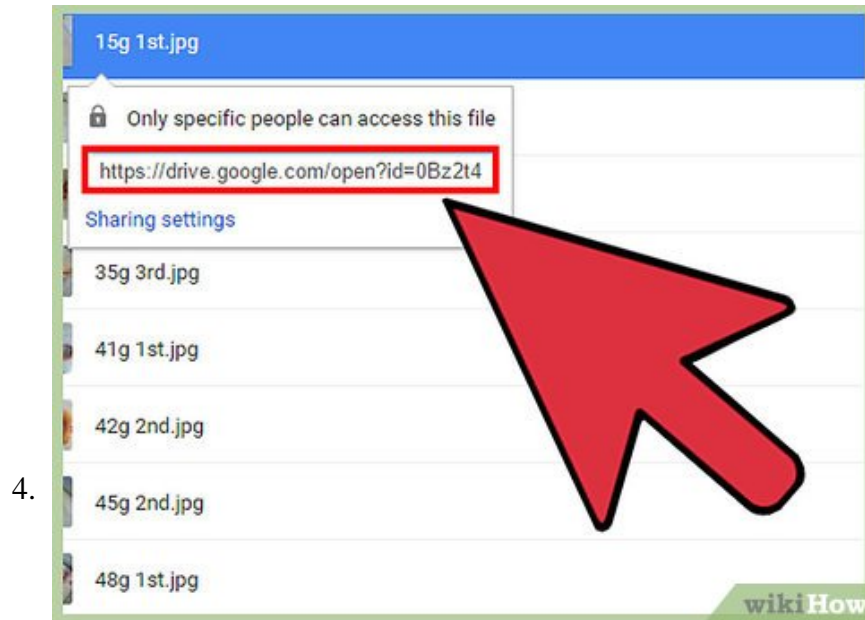 15g 1st.jpg
Only specific people can access this file
https://drive.google.com/open?id=0Bz2t4
Sharing settings
35g 3rd.jpg
41g 1st.jpg
42g 2nd.jpg
4.
45g 2nd.jpg
48g 1st.jpg
wikiHow